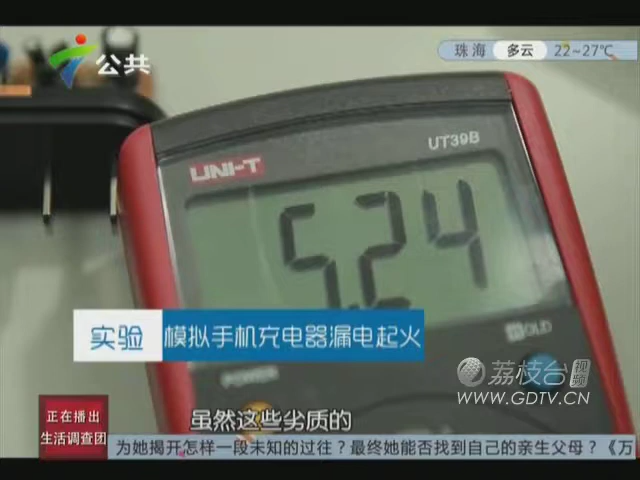 公共
珠海 多云 22~27℃
UT39B
UNI-T
5.24
HOLD
实验 模拟手机充电器漏电起火
POWER
荔枝台 视频
WWW.GDTV.CN
虽然这些劣质的
正在播出
生活调查团
为她揭开怎样一段未知的过往？最终她能否找到自己的亲生父母？《万